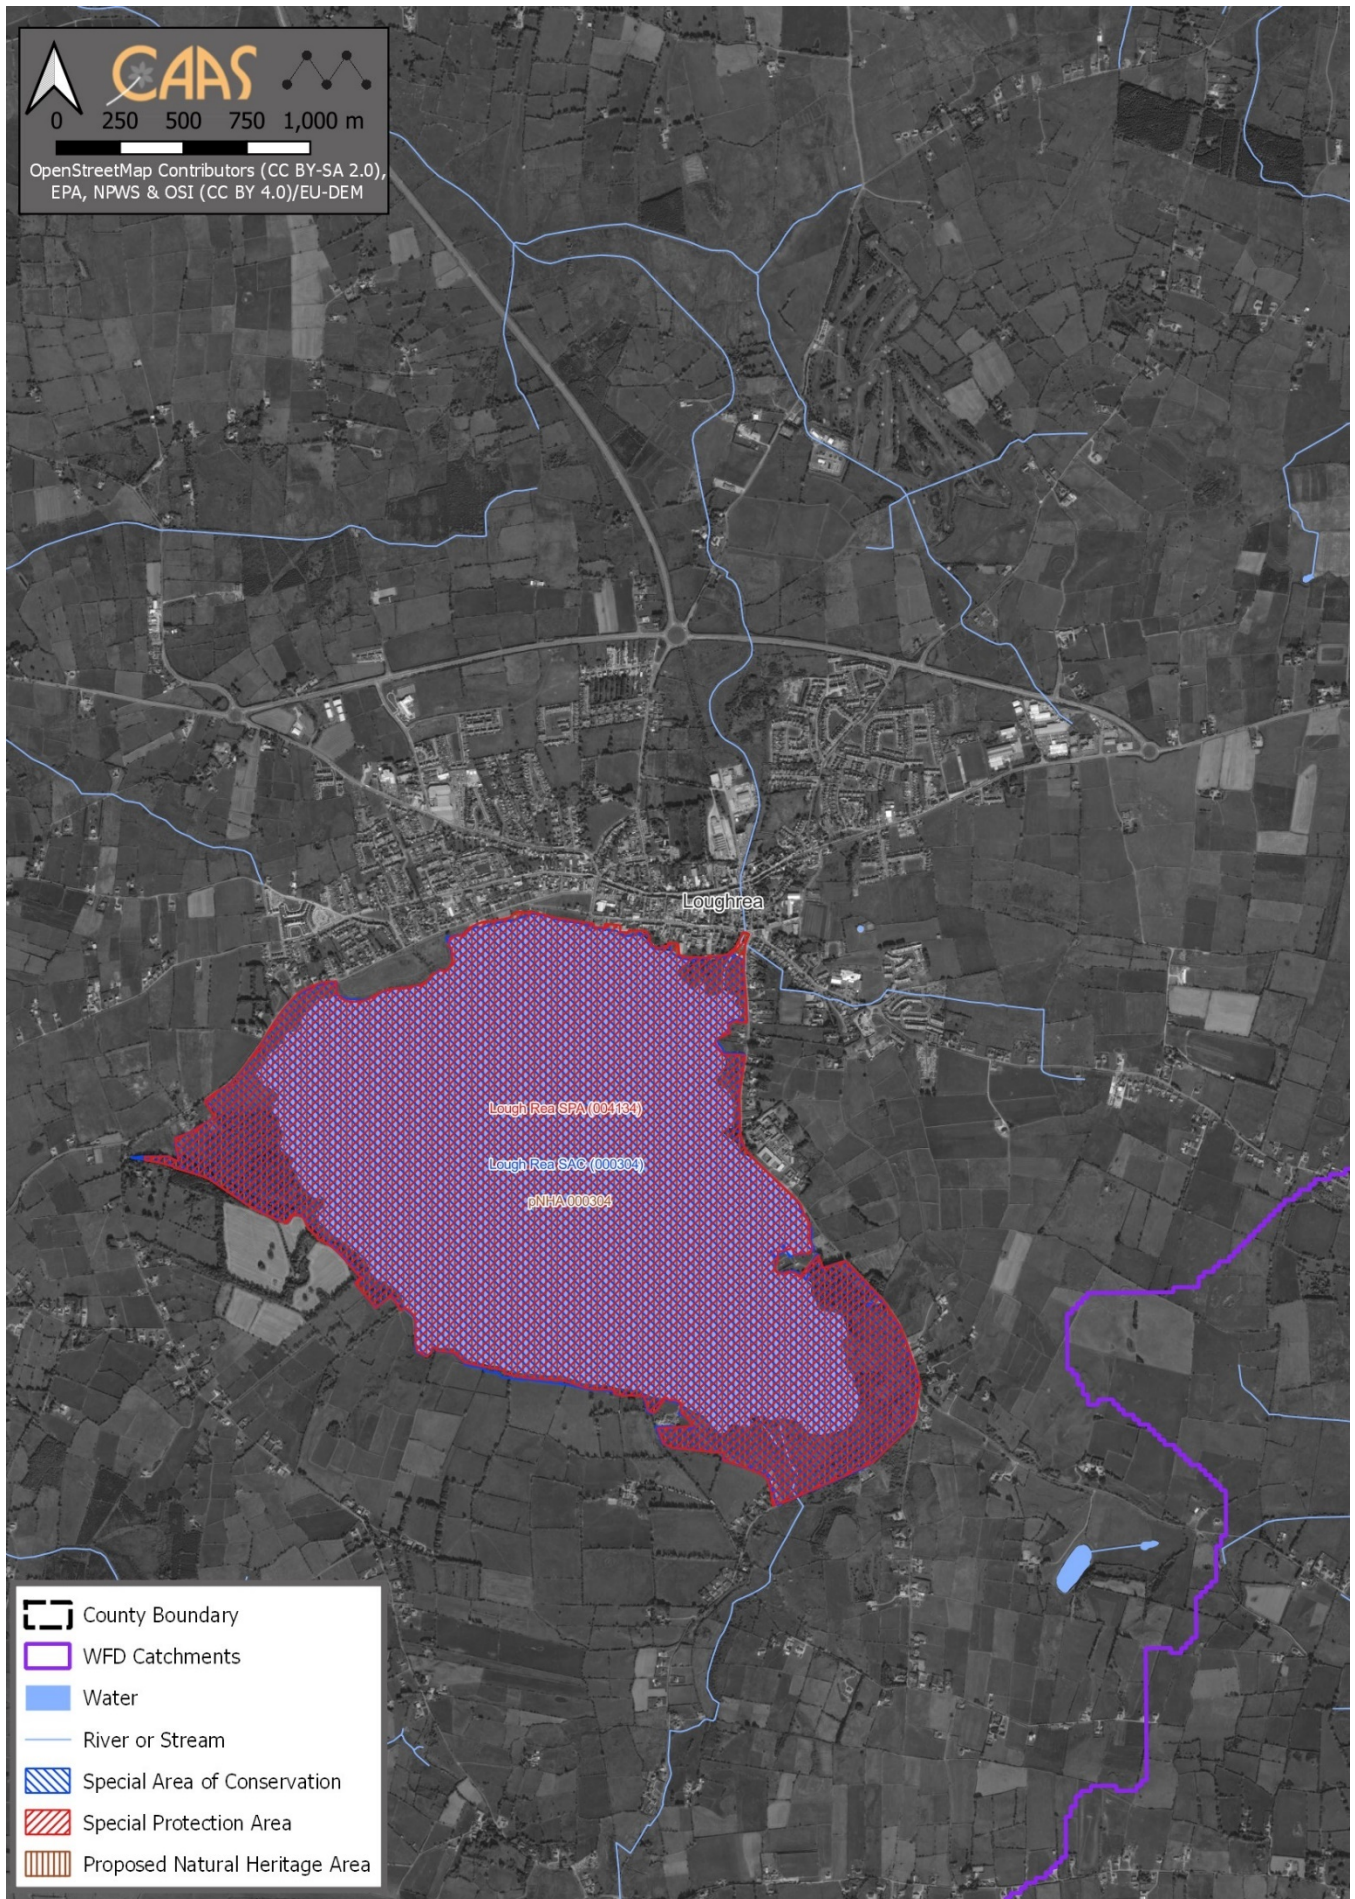 CAAS
0 250 500 750 1,000 m
OpenStreetMap Contributors (CC BY-SA 2.0),
EPA, NPWS & OSI (CC BY 4.0)/EU-DEM
Loughrea
Lough Rea SPA (004134)
Lough Rea SAC (000304)
pNHA 000304
County Boundary
WFD Catchments
Water
River or Stream
Special Area of Conservation
Special Protection Area
Proposed Natural Heritage Area